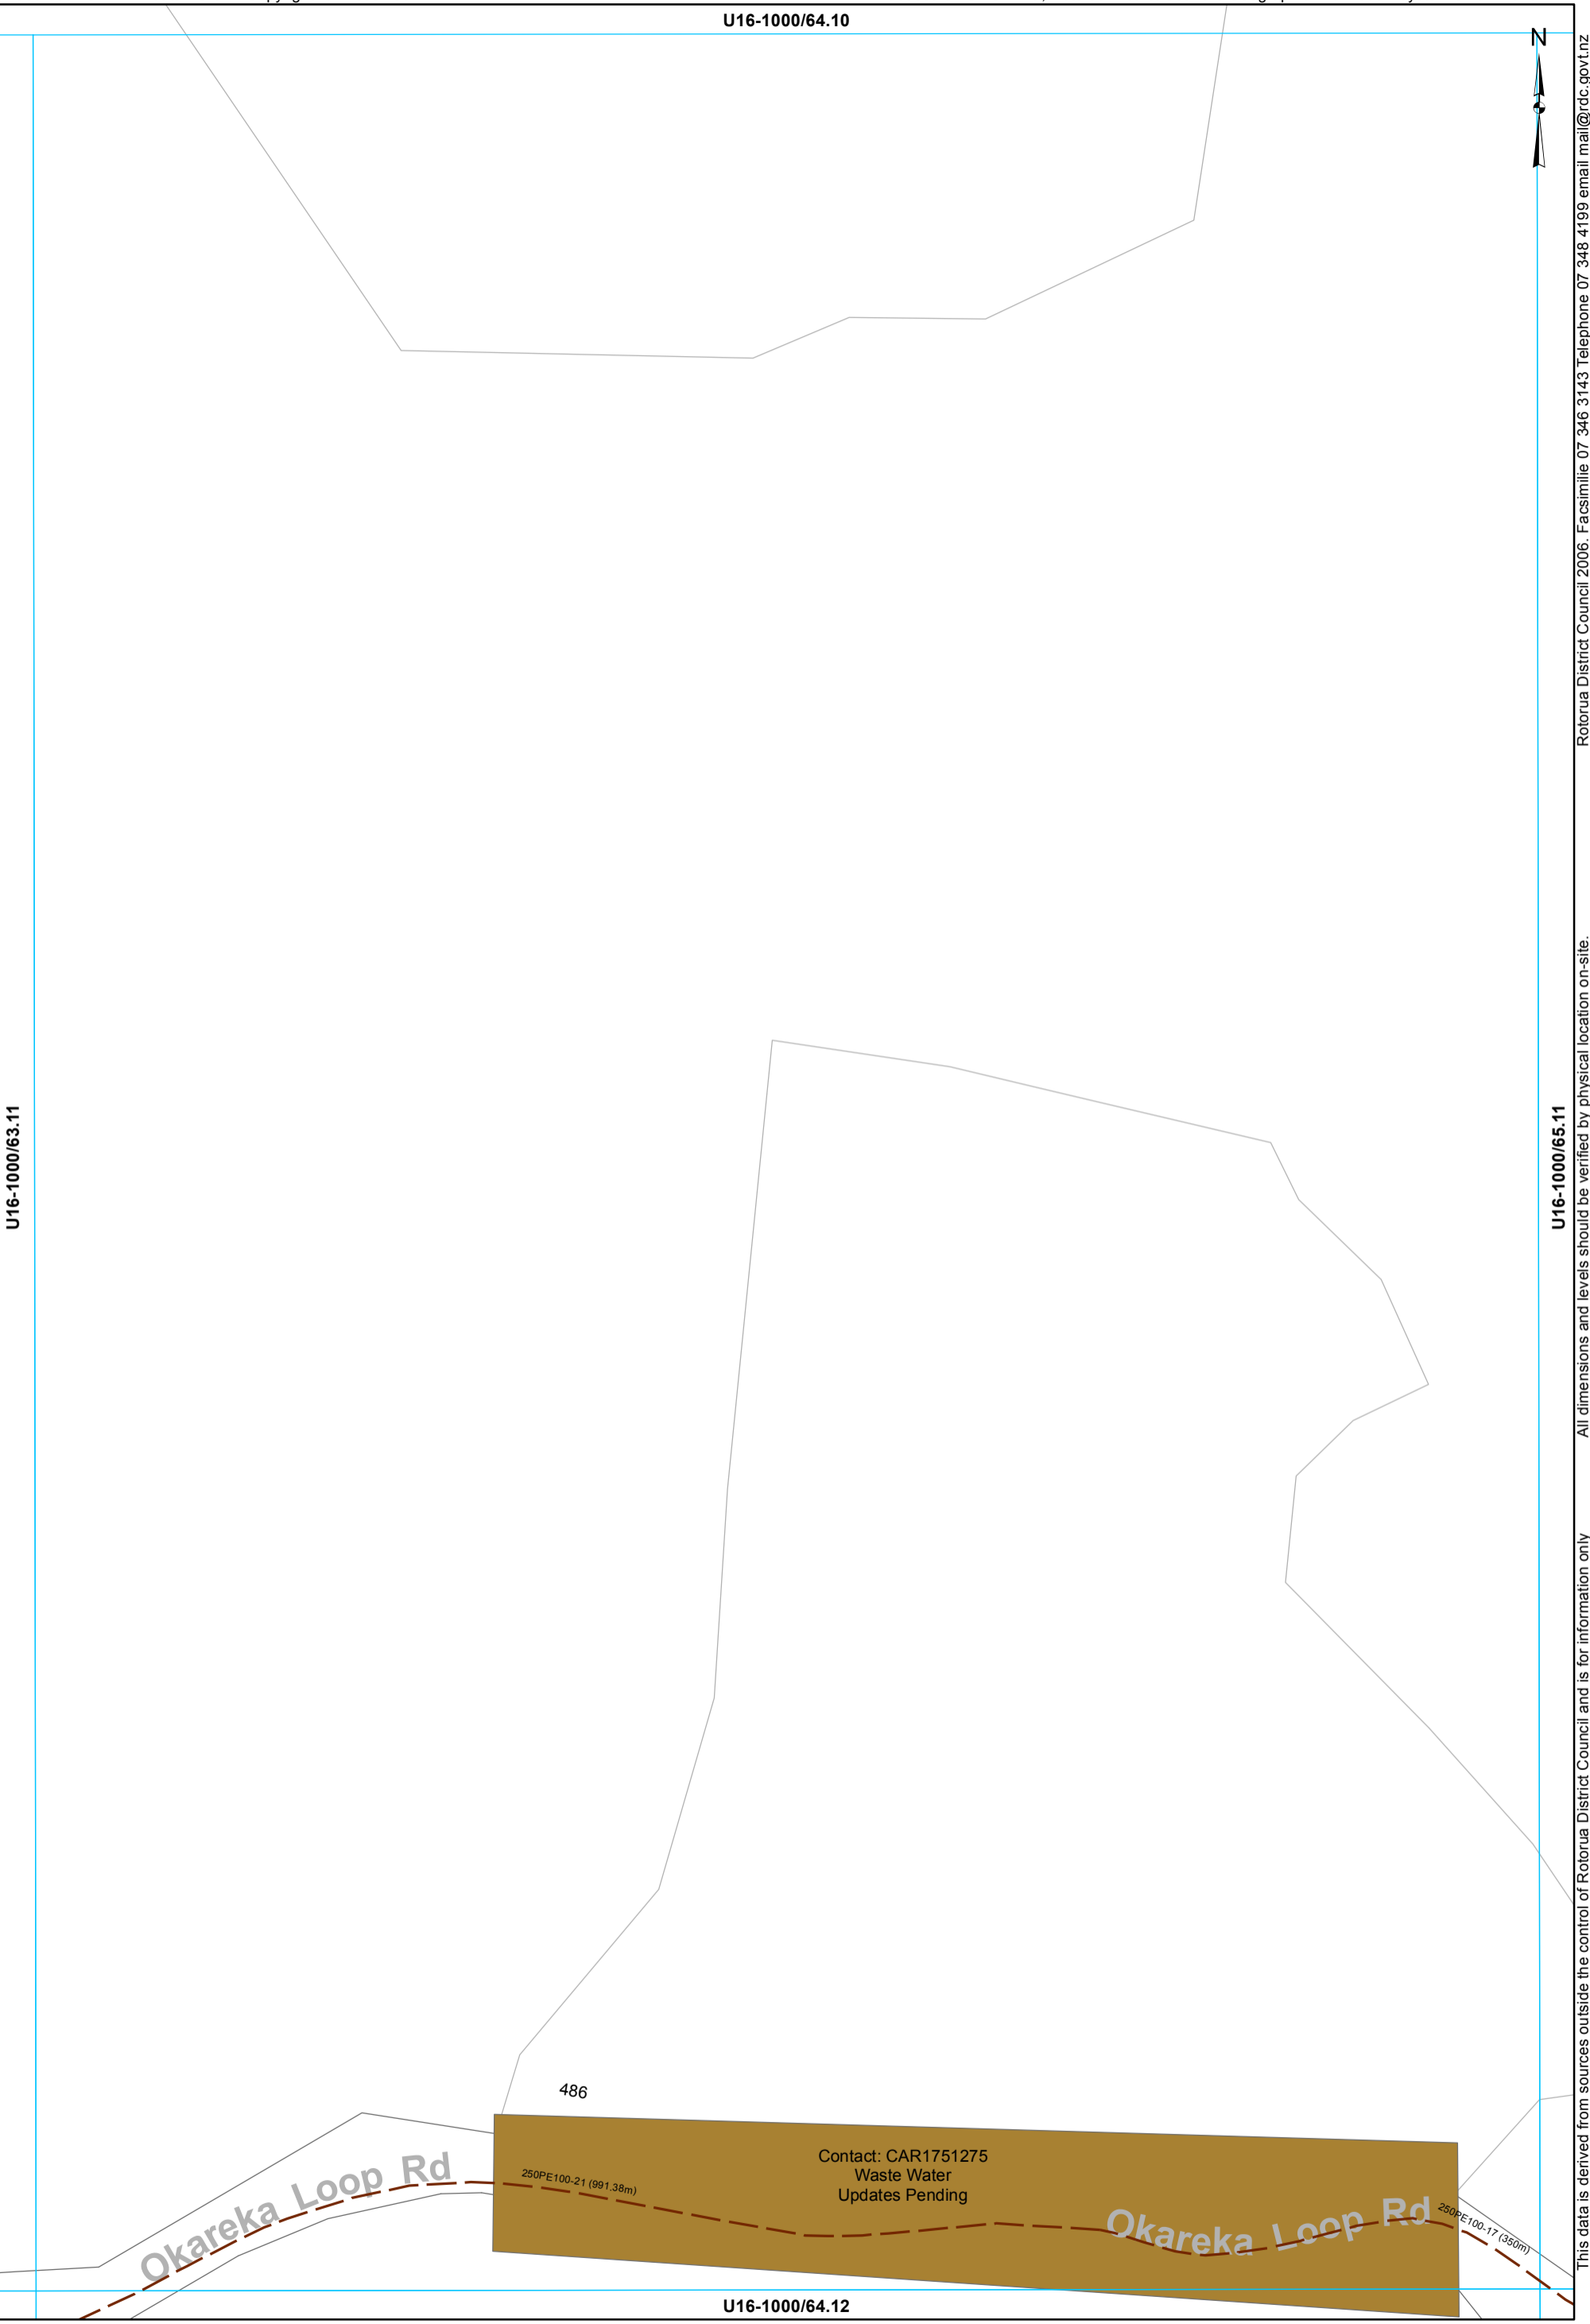 U16-1000/64.10
N
U16-1000/63.11
U16-1000/65.11
Rotorua District Council 2006. Facsimilie 07 346 3143 Telephone 07 348 4199 email mail@rdc.govt.nz
All dimensions and levels should be verified by physical location on-site.
This data is derived from sources outside the control of Rotorua District Council and is for information only
486
Contact: CAR1751275
Waste Water
Updates Pending
Okareka Loop Rd
250PE100-21 (991.38m)
Okareka Loop Rd
250PE100-17 (350m)
U16-1000/64.12